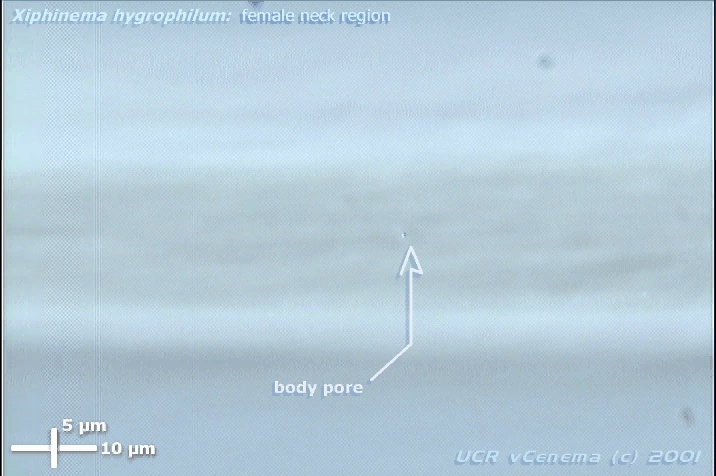 Xiphinema hygrophilum: female neck region
body pore
5 µm
10 µm
UCR vCenema (c) 2001